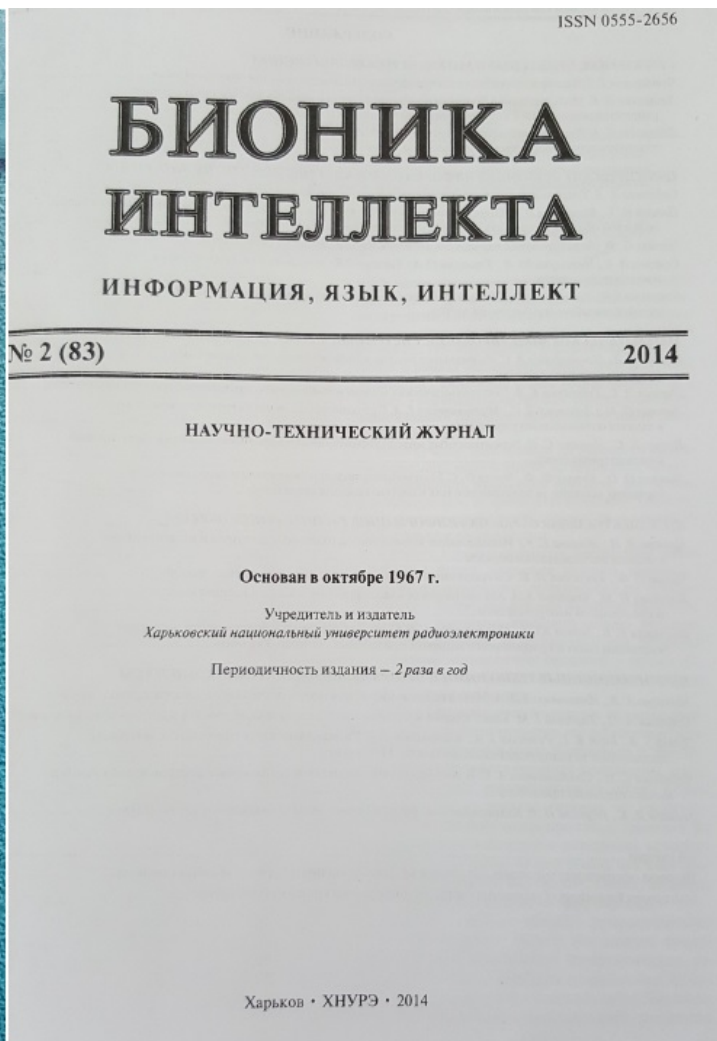 ISSN 0555-2656
БИОНИКА
ИНТЕЛЛЕКТА
ИНФОРМАЦИЯ, ЯЗЫК, ИНТЕЛЛЕКТ
№ 2 (83) 2014
НАУЧНО-ТЕХНИЧЕСКИЙ ЖУРНАЛ
Основан в октябре 1967 г.
Учредитель и издатель
Харьковский национальный университет радиоэлектроники
Периодичность издания – 2 раза в год
Харьков • ХНУРЭ • 2014